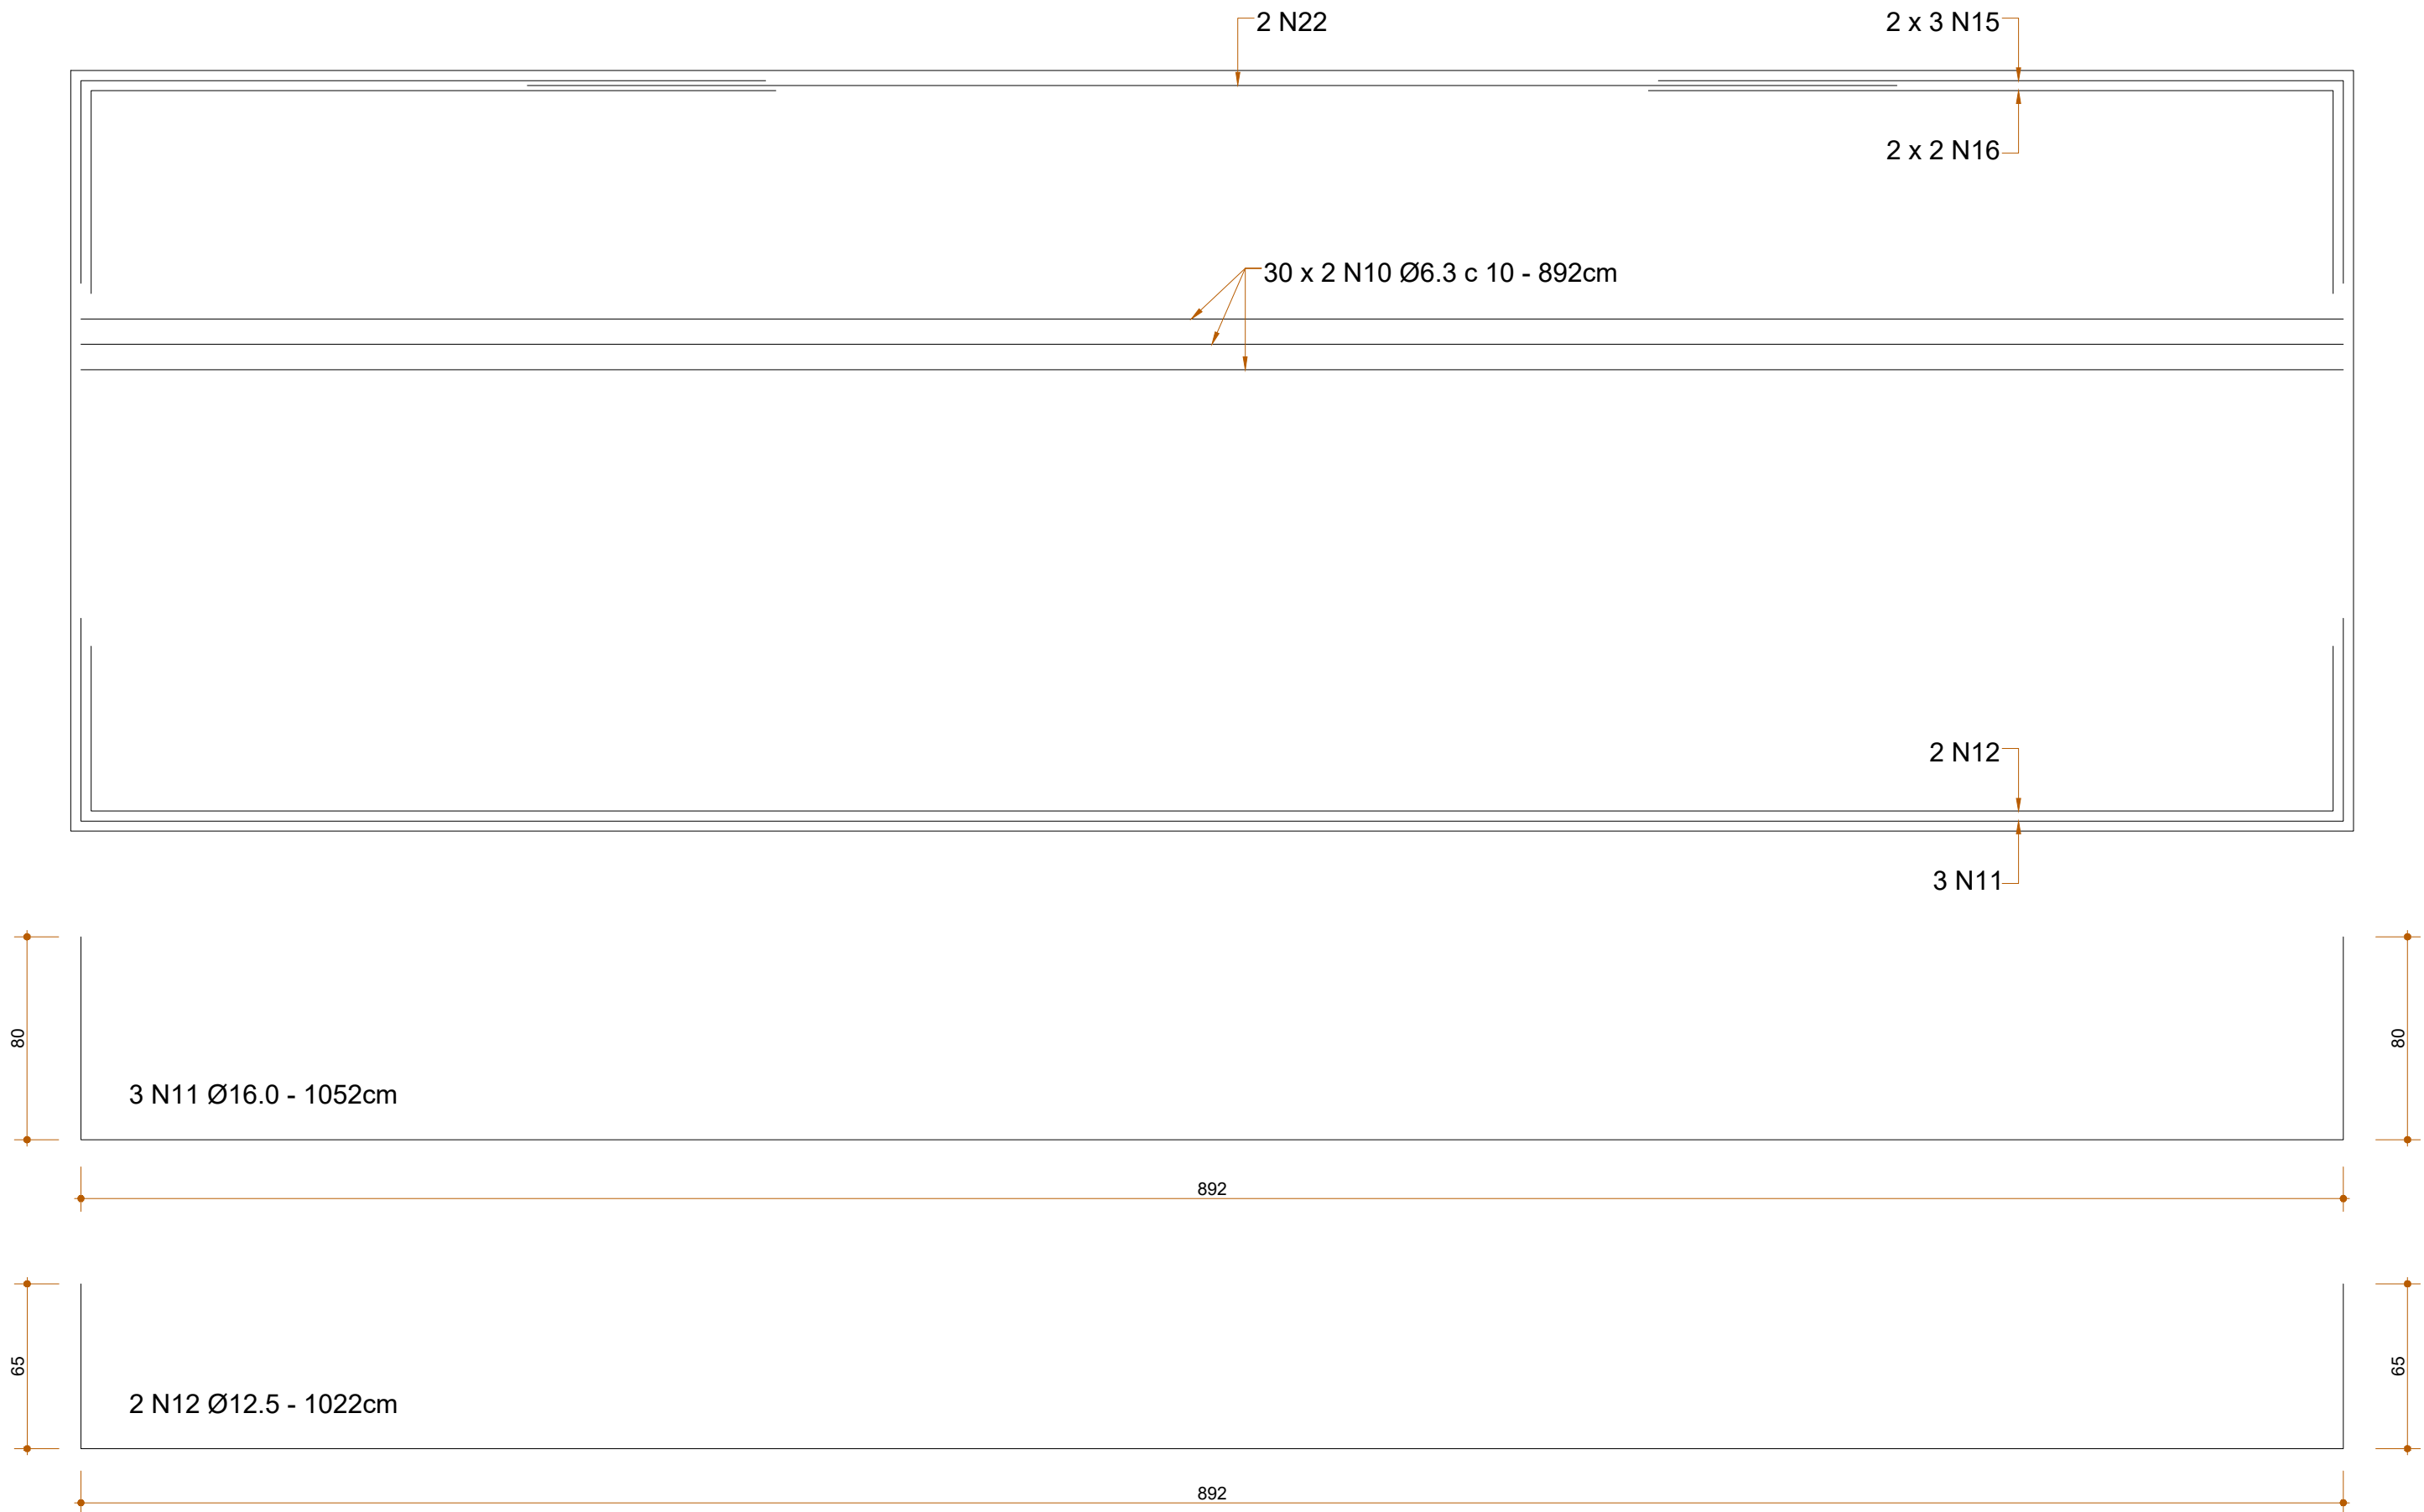 2 N22
2 x 3 N15
2 x 2 N16
30 x 2 N10 Ø6.3 c 10 - 892cm
2 N12
3 N11
80
80
3 N11 Ø16.0 - 1052cm
892
65
65
2 N12 Ø12.5 - 1022cm
892